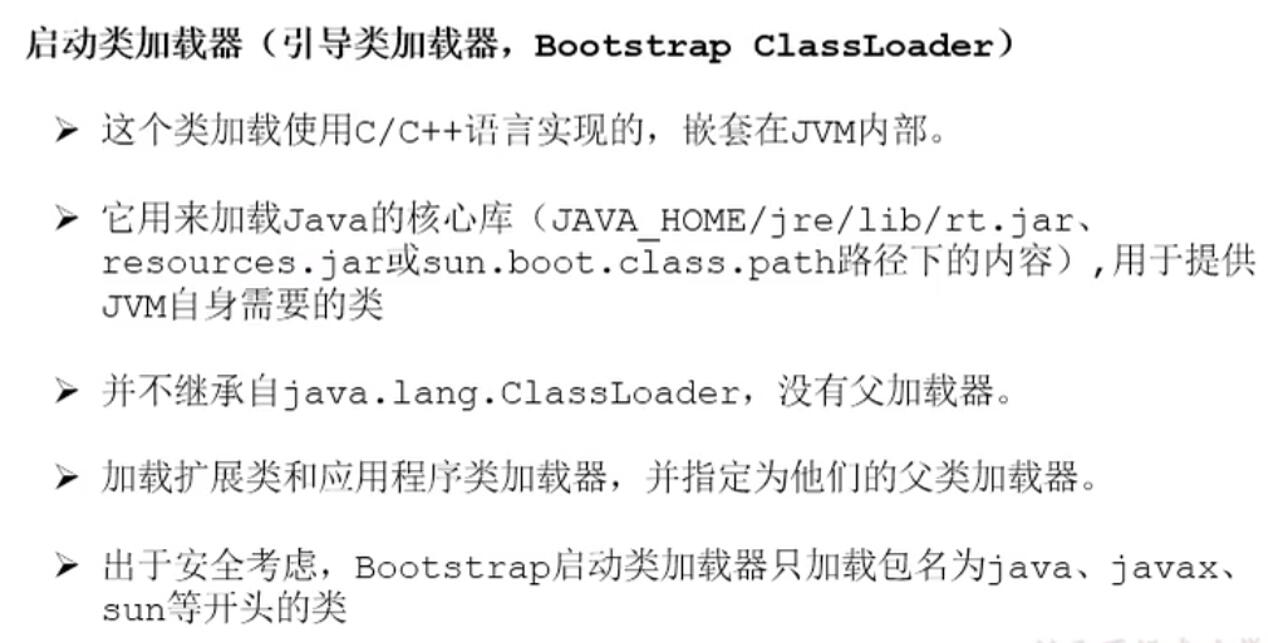 启动类加载器（引导类加载器，Bootstrap ClassLoader）
➢ 这个类加载使用C/C++语言实现的，嵌套在JVM内部。
➢ 它用来加载Java的核心库（JAVA_HOME/jre/lib/rt.jar、
resources.jar或sun.boot.class.path路径下的内容）,用于提供
JVM自身需要的类
➢ 并不继承自java.lang.ClassLoader，没有父加载器。
➢ 加载扩展类和应用程序类加载器，并指定为他们的父类加载器。
➢ 出于安全考虑，Bootstrap启动类加载器只加载包名为java、javax、
sun等开头的类